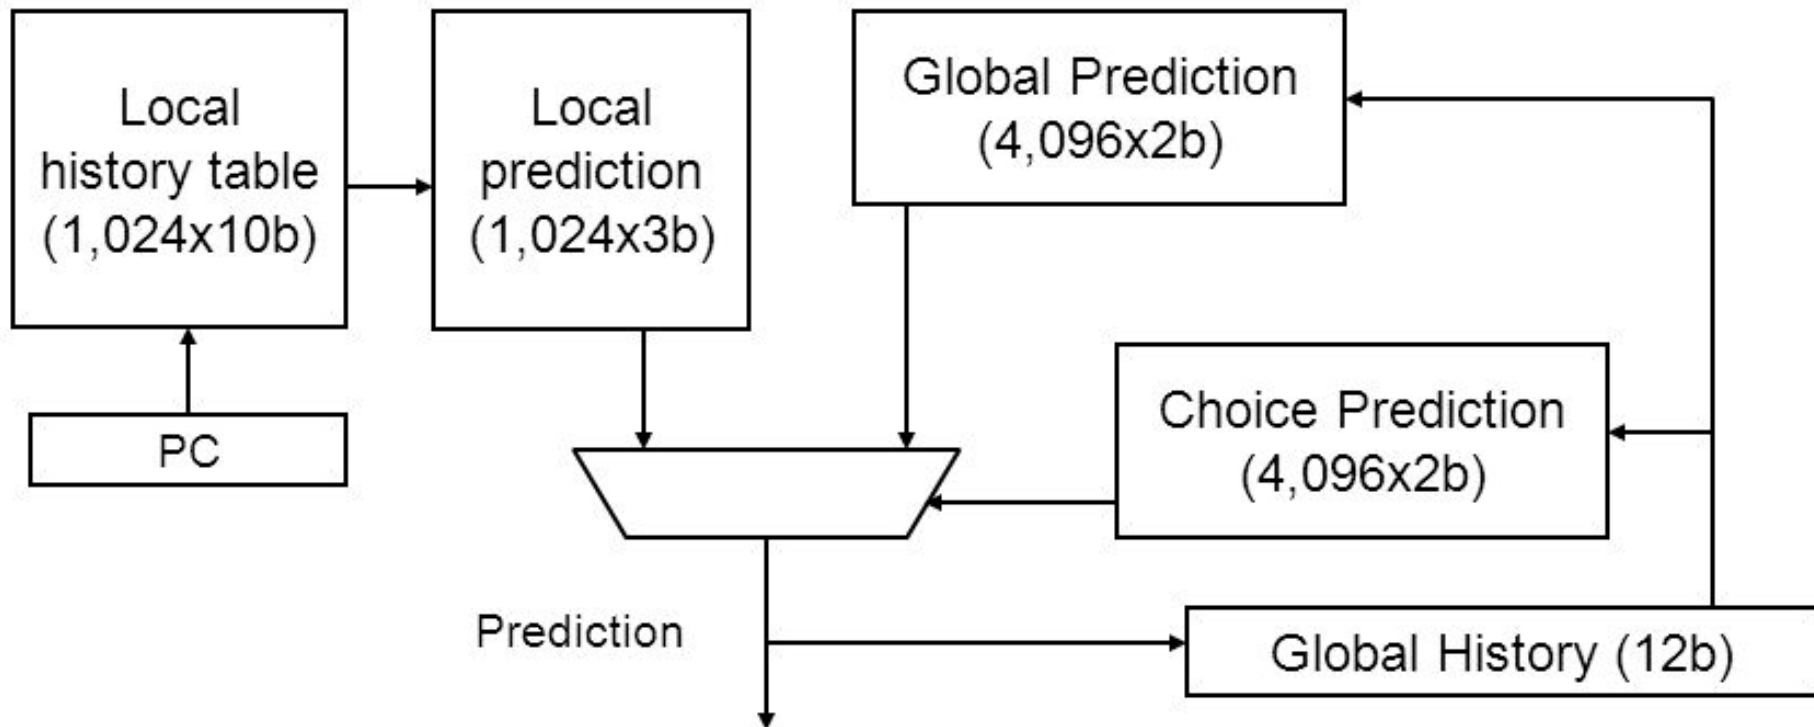 Local
history table
(1,024x10b)
Local
prediction
(1,024x3b)
Global Prediction
(4,096x2b)
PC
Choice Prediction
(4,096x2b)
Prediction
Global History (12b)